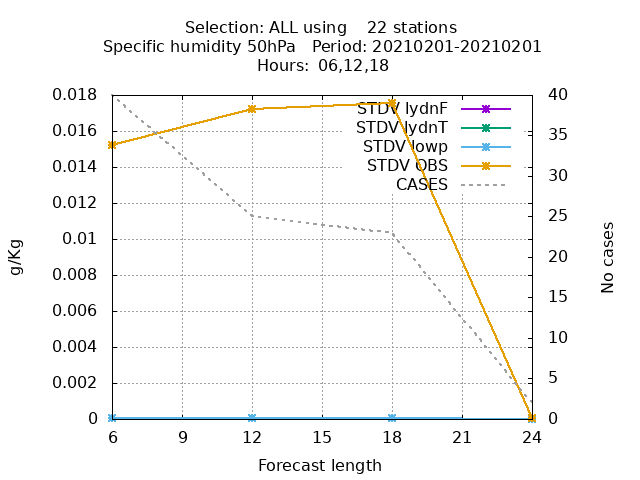 Selection: ALL using    22 stations
Specific humidity 50hPa   Period: 20210201-20210201
Hours:  06,12,18
STDV lydnF
STDV lydnT
STDV lowp
STDV OBS
CASES
0.018
0.016
0.014
0.012
0.01
0.008
0.006
0.004
0.002
0
40
35
30
25
20
15
10
5
0
g/Kg
No cases
6 9 12 15 18 21 24
Forecast length